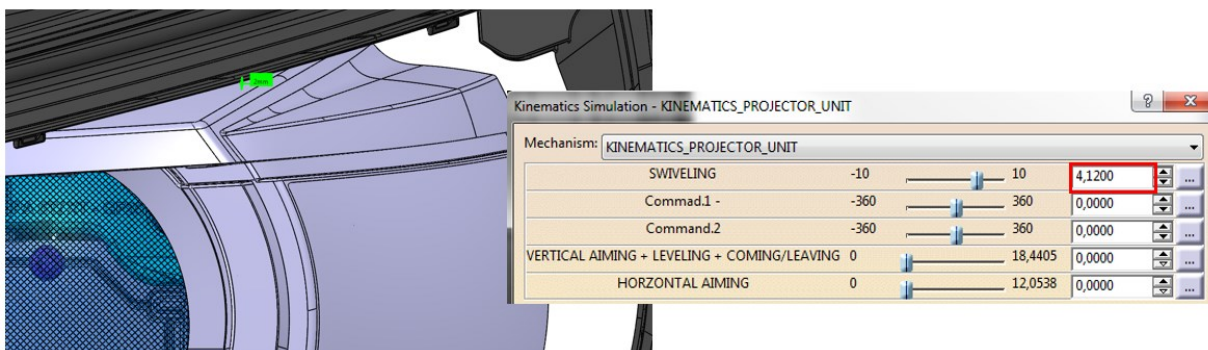 2mm
Kinematics Simulation - KINEMATICS_PROJECTOR_UNIT
Mechanism: KINEMATICS_PROJECTOR_UNIT
SWIVELING -10 10 4,1200 ...
Commad.1 - -360 360 0,0000 ...
Command.2 -360 360 0,0000 ...
VERTICAL AIMING + LEVELING + COMING/LEAVING 0 18,4405 0,0000 ...
HORZONTAL AIMING 0 12,0538 0,0000 ...